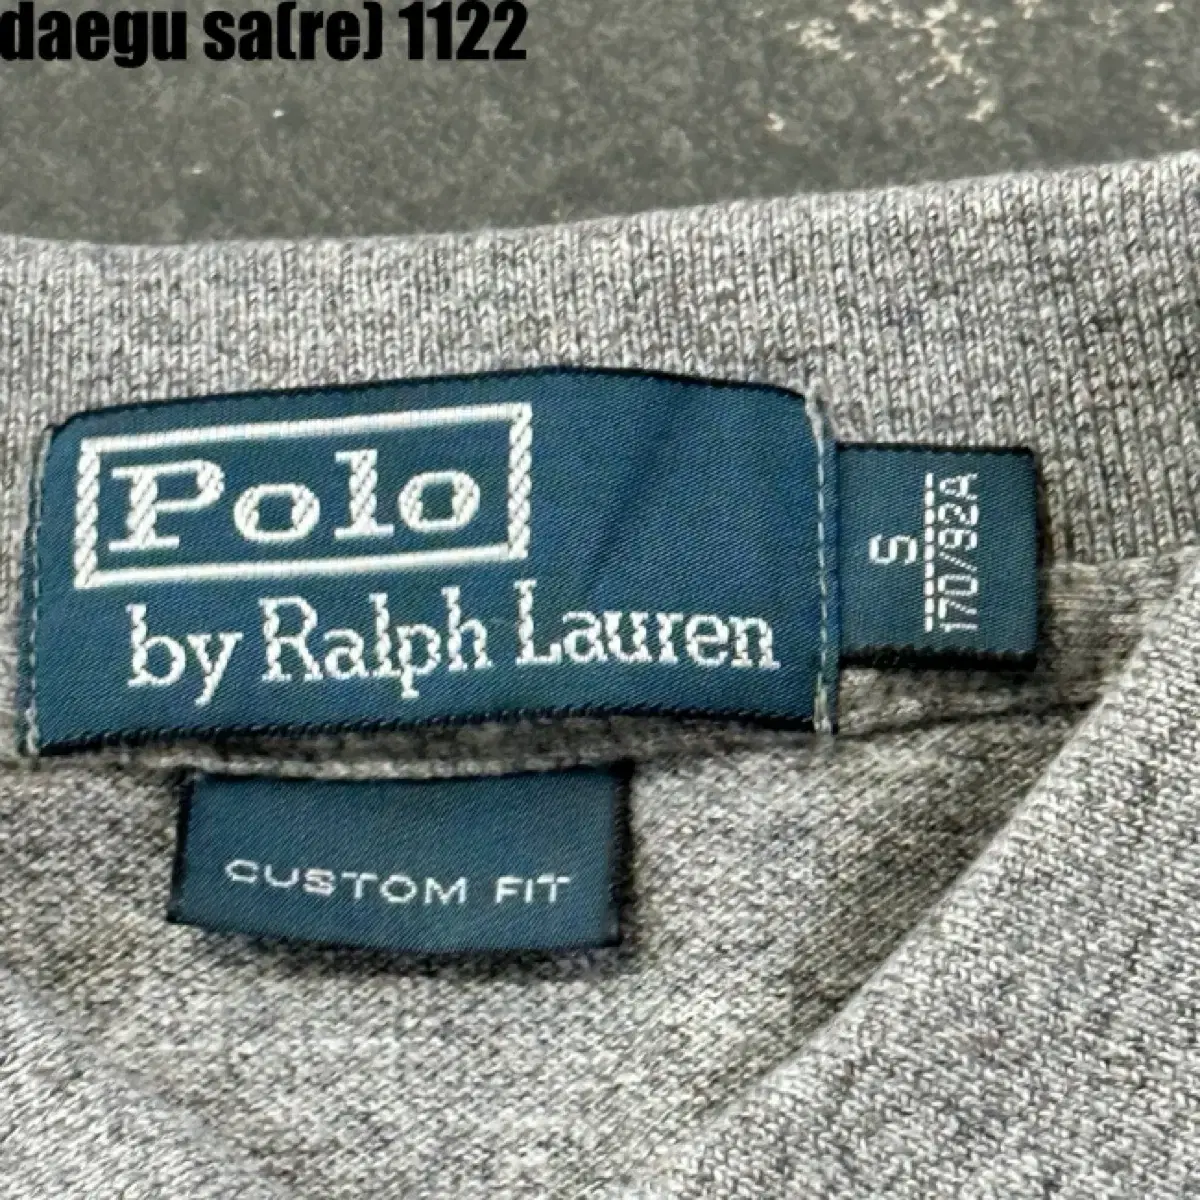 daegu sa(re) 1122
Polo
by Ralph Lauren
S
170/92A
CUSTOM FIT